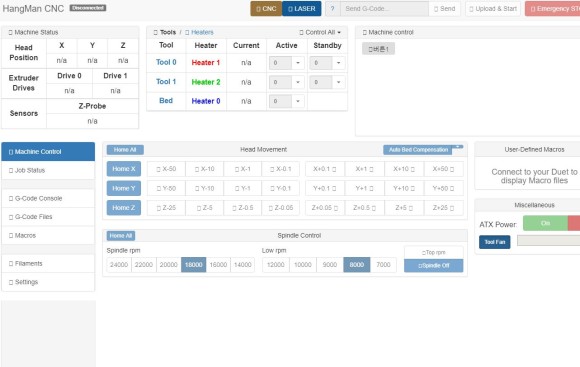 HangMan CNC Disconnected
CNC LASER ? Send G-Code... Send Upload & Start Emergency STO
Machine Status
X Y Z
Head Position n/a n/a n/a
Extruder Drives Drive 0 Drive 1
n/a n/a
Sensors Z-Probe
n/a
Tools / Heaters Control All
Tool Heater Current Active Standby
Tool 0 Heater 1 n/a 0 0
Tool 1 Heater 2 n/a 0 0
Bed Heater 0 n/a 0
Machine control
버튼1
Machine Control
Job Status
G-Code Console
G-Code Files
Macros
Filaments
Settings
Home All Head Movement Auto Bed Compensation
Home X X-50 X-10 X-1 X-0.1 X+0.1 X+1 X+10 X+50
Home Y Y-50 Y-10 Y-1 Y-0.1 Y+0.1 Y+1 Y+10 Y+50
Home Z Z-25 Z-5 Z-0.5 Z-0.05 Z+0.05 Z+0.5 Z+5 Z+25
Home All Spindle Control
Spindle rpm Low rpm Top rpm
24000 22000 20000 18000 16000 14000 12000 10000 9000 8000 7000 Spindle Off
User-Defined Macros
Connect to your Duet to
display Macro files
Miscellaneous
ATX Power: On
Tool Fan